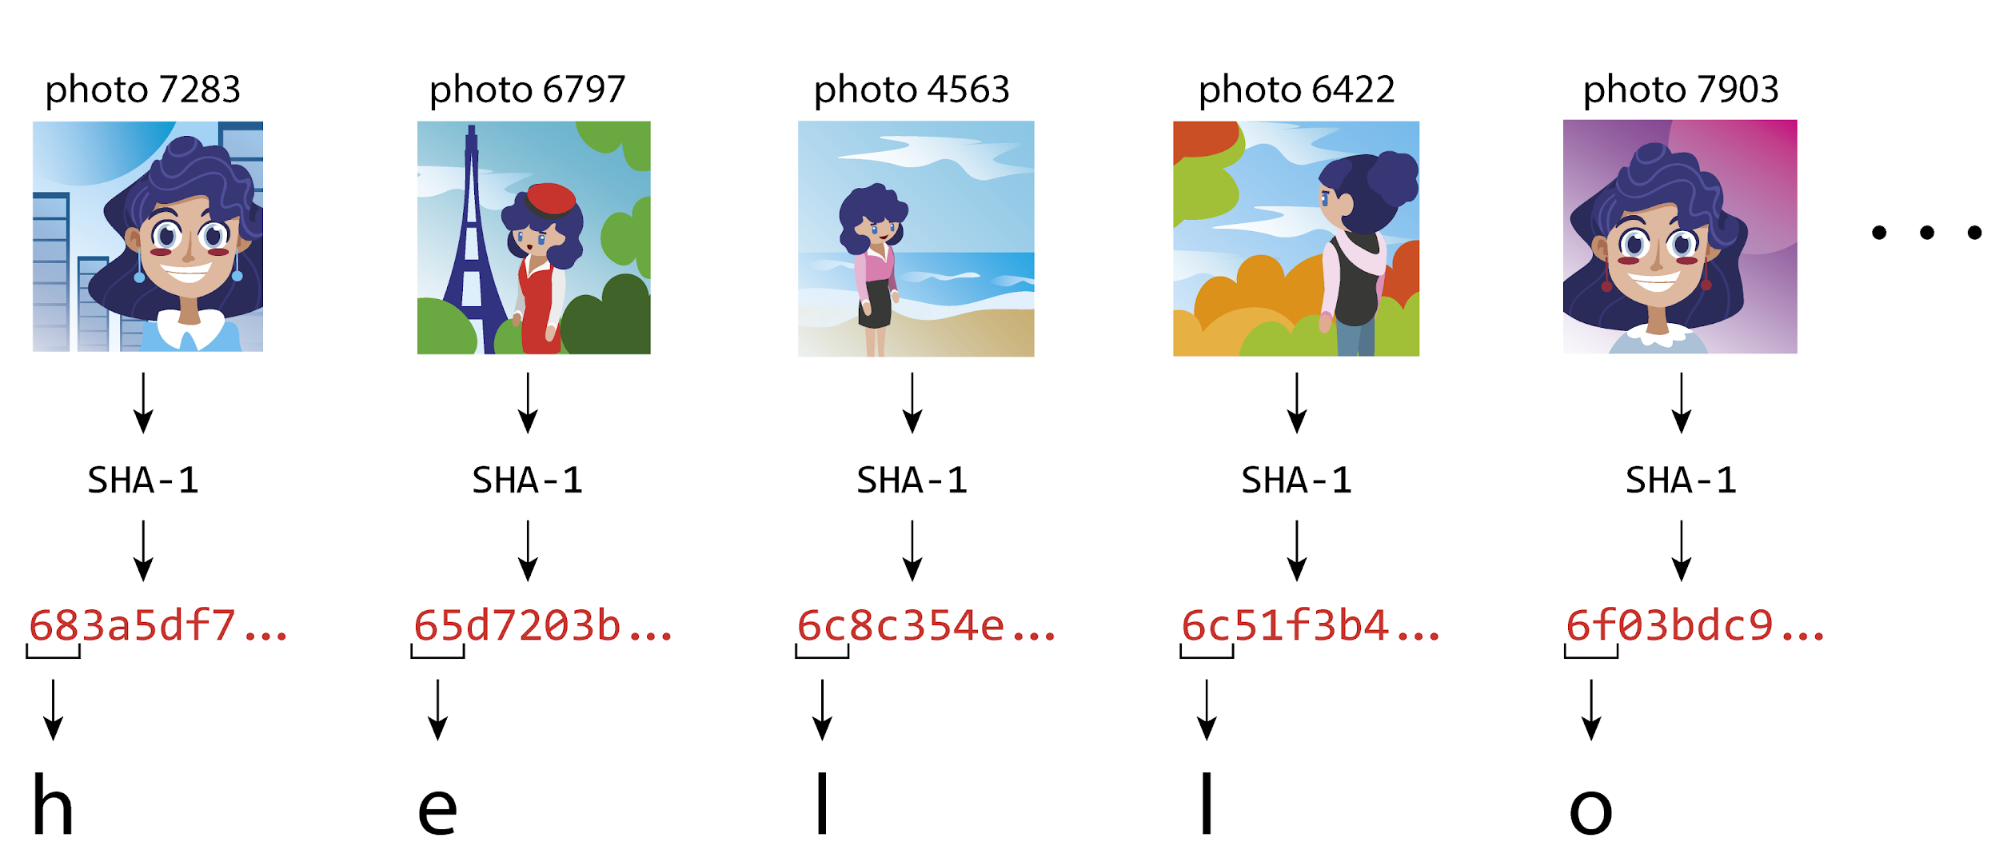 photo 7283
photo 6797
photo 4563
photo 6422
photo 7903
...
SHA-1
SHA-1
SHA-1
SHA-1
SHA-1
683a5df7...
65d7203b...
6c8c354e...
6c51f3b4...
6f03bdc9...
h
e
l
l
o